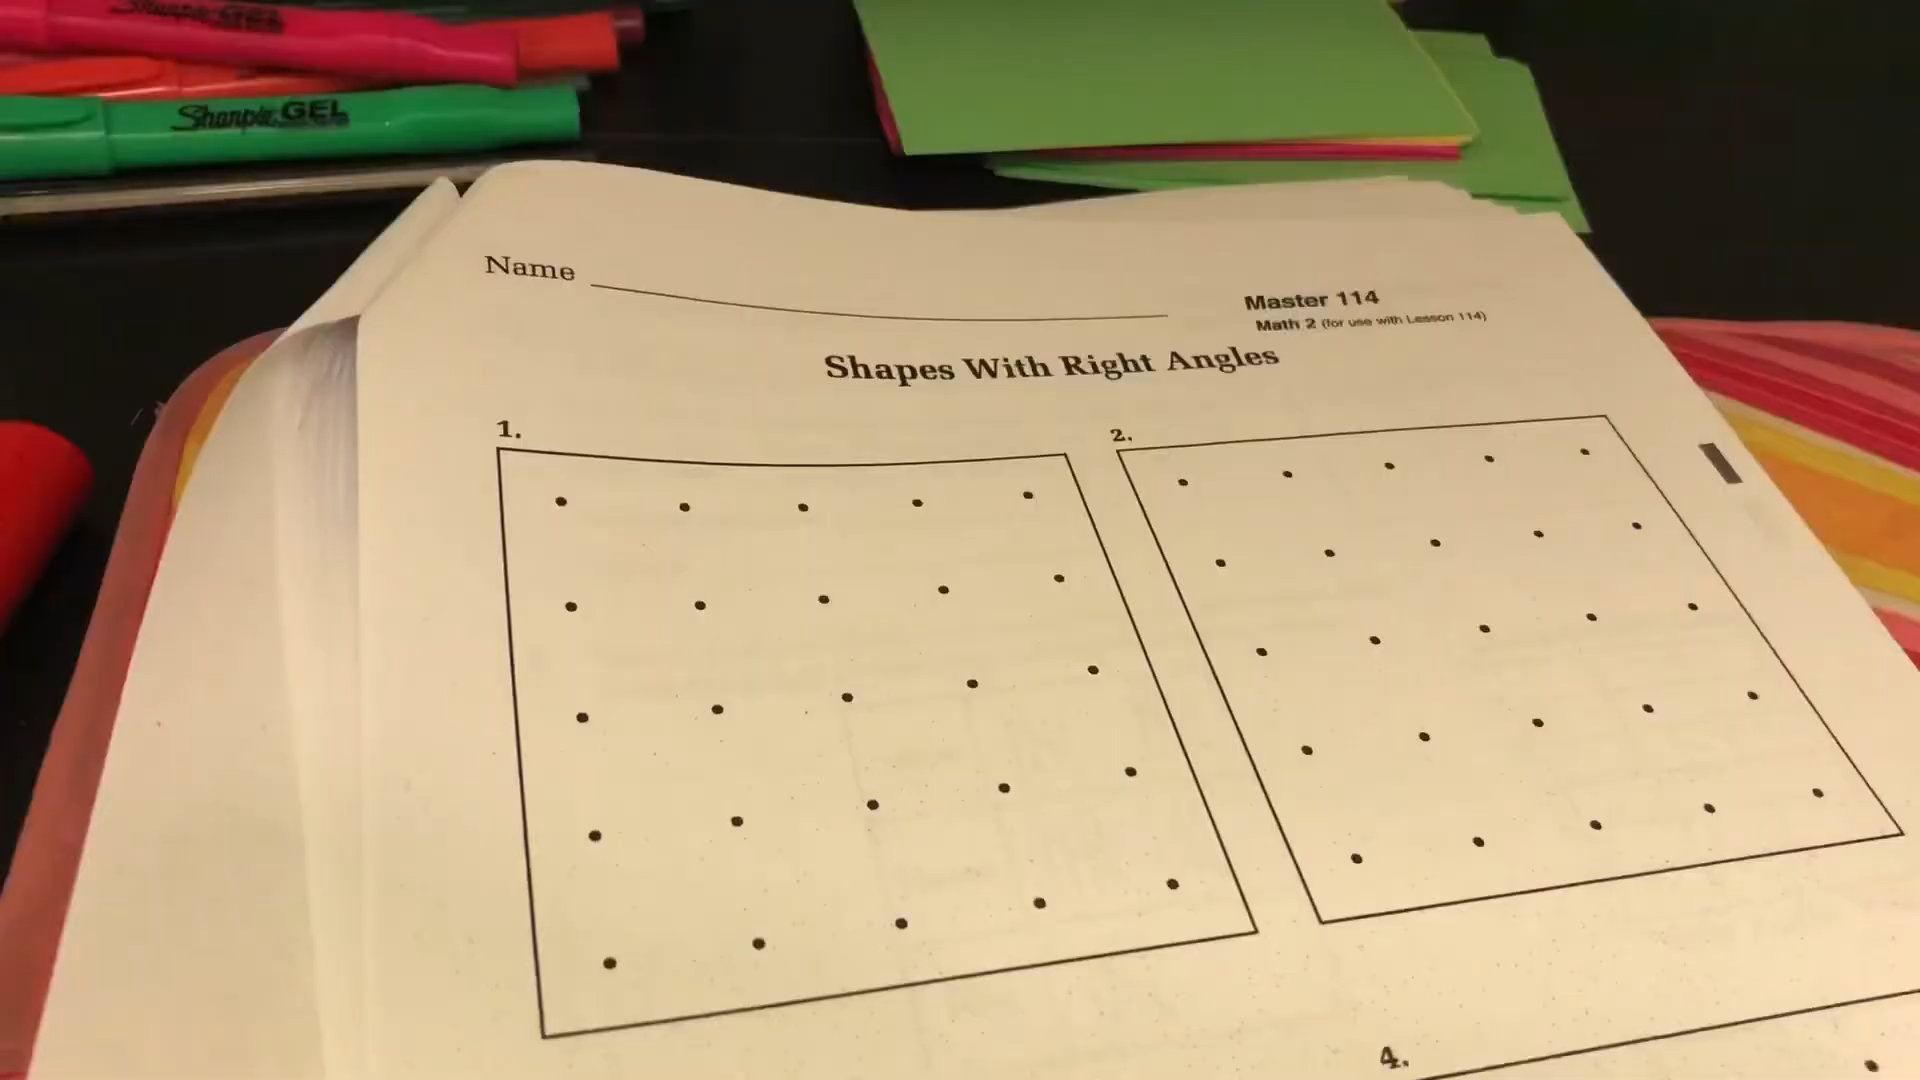 Sharpie GEL
Sharpie GEL
Name
Master 114
Math 2 (for use with Lesson 114)
Shapes With Right Angles
1.
2.
4.